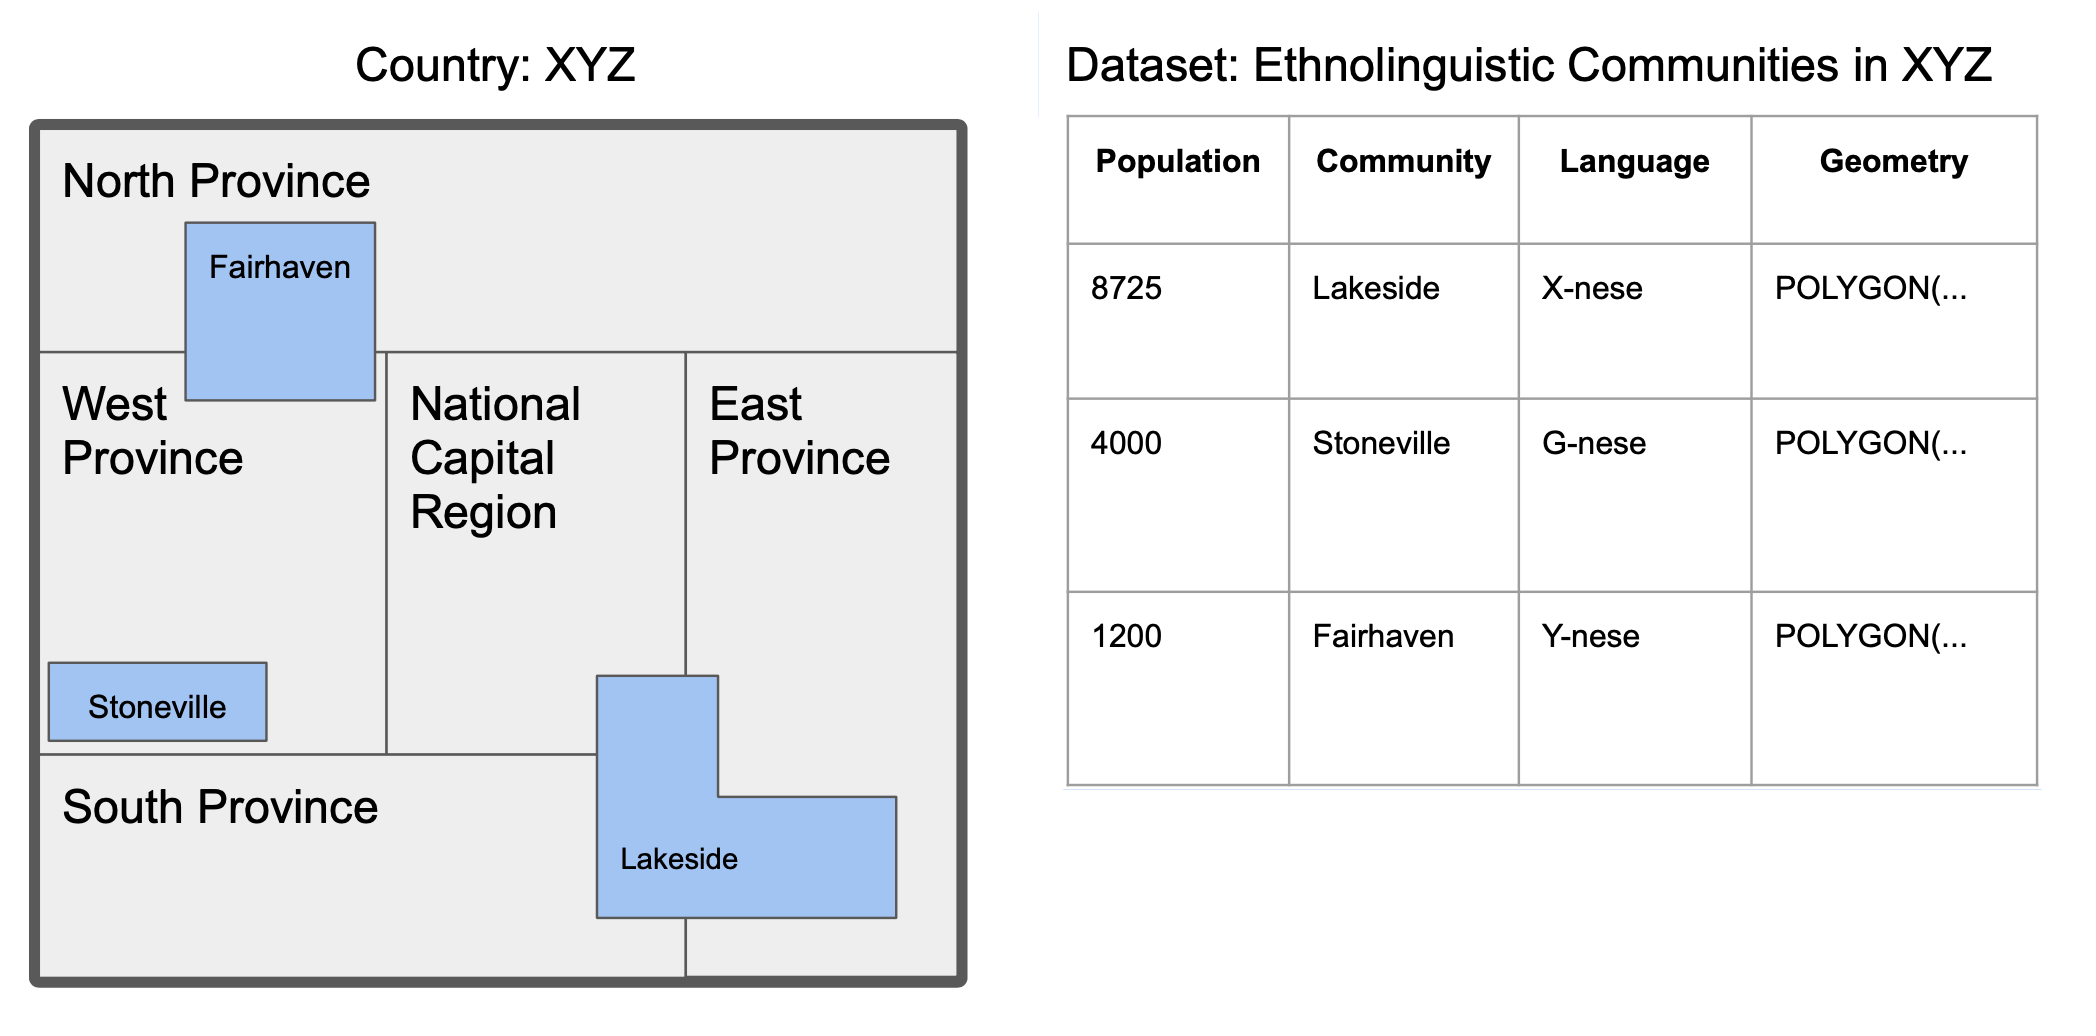 Country: XYZ
North Province
Fairhaven
West
Province
National
Capital
Region
East
Province
Stoneville
South Province
Lakeside
Dataset: Ethnolinguistic Communities in XYZ
Population Community Language Geometry
8725 Lakeside X-nese POLYGON(...
4000 Stoneville G-nese POLYGON(...
1200 Fairhaven Y-nese POLYGON(...